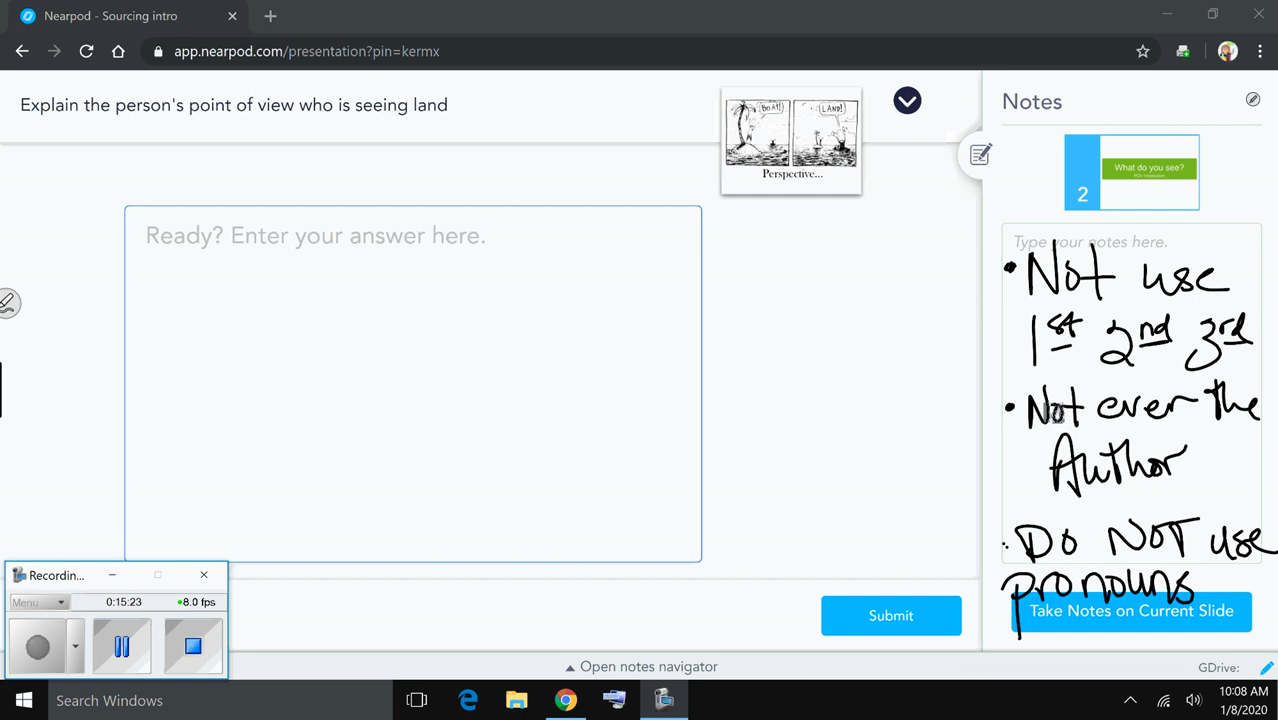 Nearpod - Sourcing intro
app.nearpod.com/presentation?pin=kermx
Explain the person's point of view who is seeing land
BOAT!
LAND!
Perspective...
Notes
What do you see?
2
Ready? Enter your answer here.
Type your notes here.
• Not use
1st 2nd 3rd
• Not ever the
Author
• DO NOT use
pronouns
Take Notes on Current Slide
Submit
Recordin...
Menu
0:15:23
8.0 fps
Open notes navigator
GDrive:
Search Windows
10:08 AM
1/8/2020